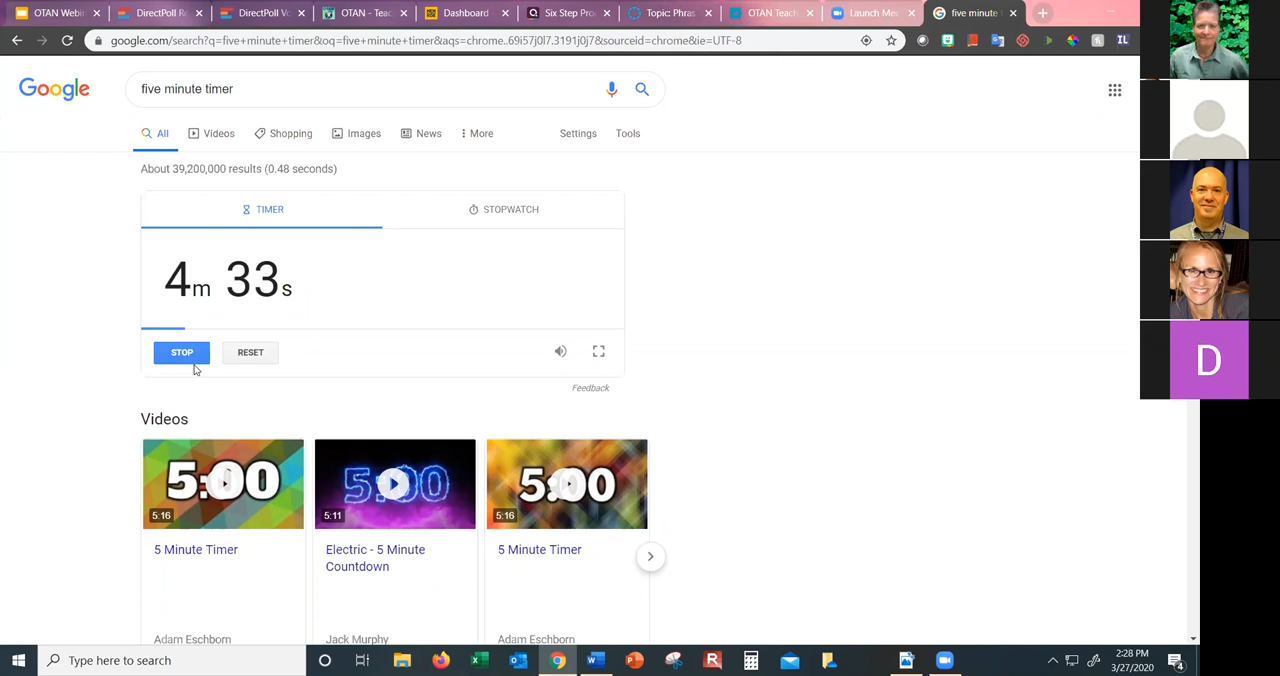 OTAN Webin
DirectPoll Re
DirectPoll Vo
OTAN - Teac
Dashboard
Six Step Pro
Topic: Phras
OTAN Teach
Launch Mee
five minute
google.com/search?q=five+minute+timer&oq=five+minute+timer&aqs=chrome..69i57j0l7.3191j0j7&sourceid=chrome&ie=UTF-8
IL
Google
five minute timer
All
Videos
Shopping
Images
News
More
Settings
Tools
About 39,200,000 results (0.48 seconds)
TIMER
STOPWATCH
4m 33s
STOP
RESET
Feedback
Videos
5:00
5:16
5:00
5:11
5:00
5:16
5 Minute Timer
Electric - 5 Minute
Countdown
5 Minute Timer
Adam Eschborn
Jack Murphy
Adam Eschborn
D
Type here to search
2:28 PM
3/27/2020
4